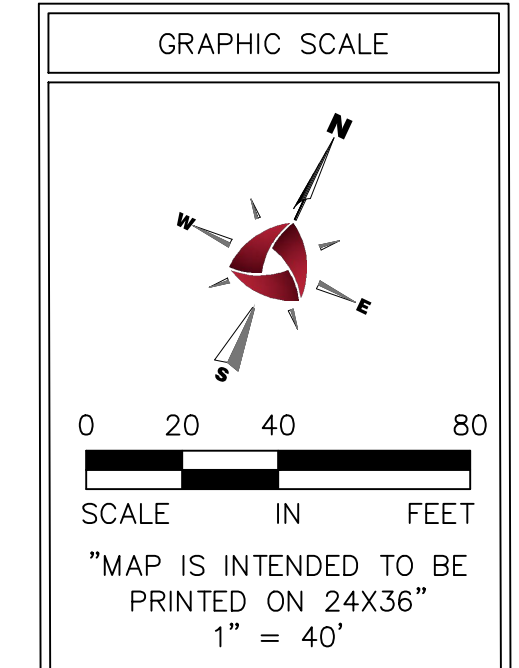 GRAPHIC SCALE
N
W
E
S
0 20 40 80
SCALE IN FEET
"MAP IS INTENDED TO BE
PRINTED ON 24X36"
1" = 40'